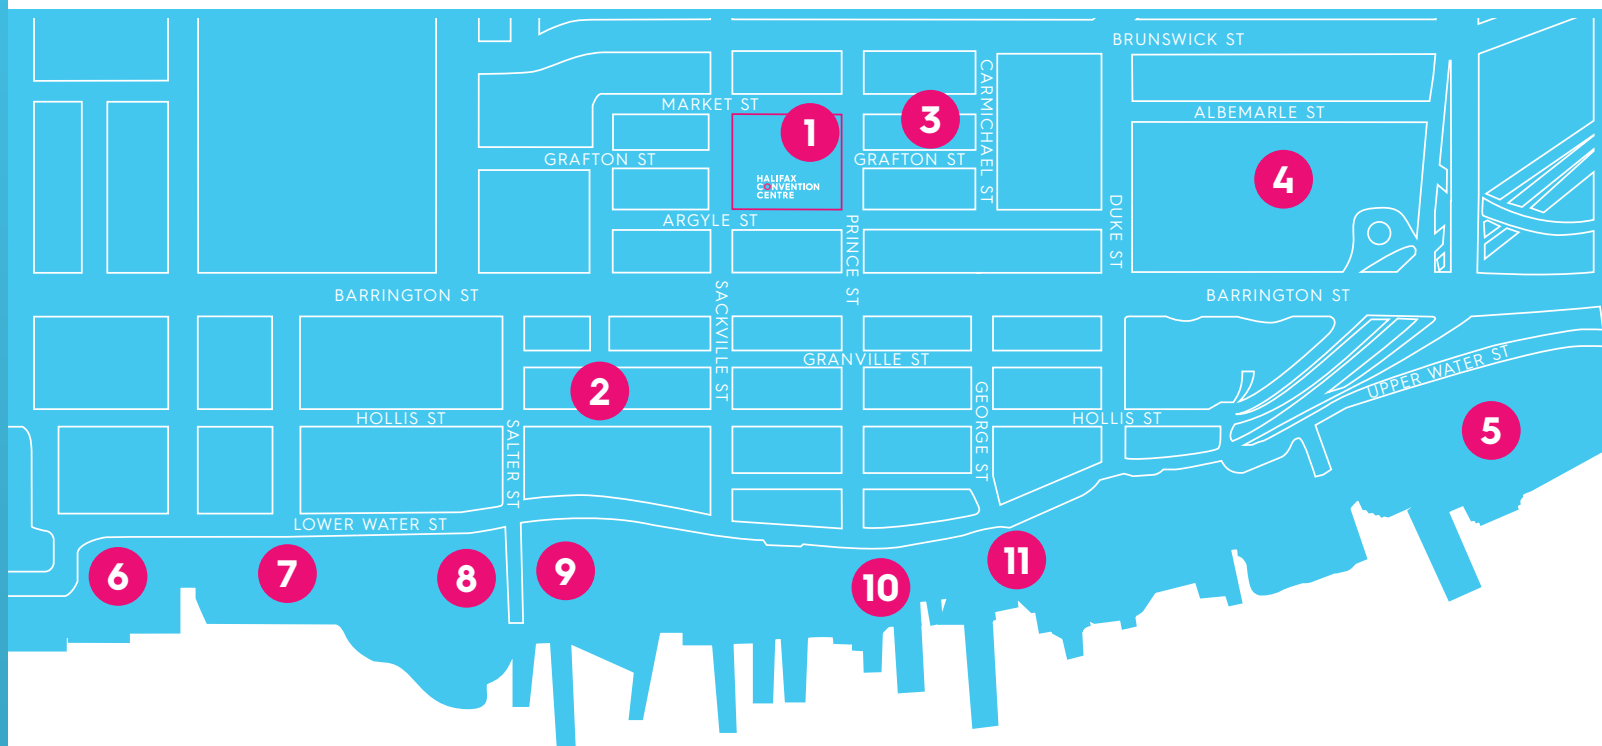 BRUNSWICK ST
CARMICHAEL ST
MARKET ST
1
3
ALBEMARLE ST
GRAFTON ST
GRAFTON ST
HALIFAX
CONVENTION
CENTRE
4
ARGYLE ST
PRINCE ST
DUKE ST
BARRINGTON ST
SACKVILLE ST
BARRINGTON ST
GRANVILLE ST
UPPER WATER ST
2
GEORGE ST
HOLLIS ST
HOLLIS ST
SALTER ST
5
LOWER WATER ST
6
7
8
9
10
11